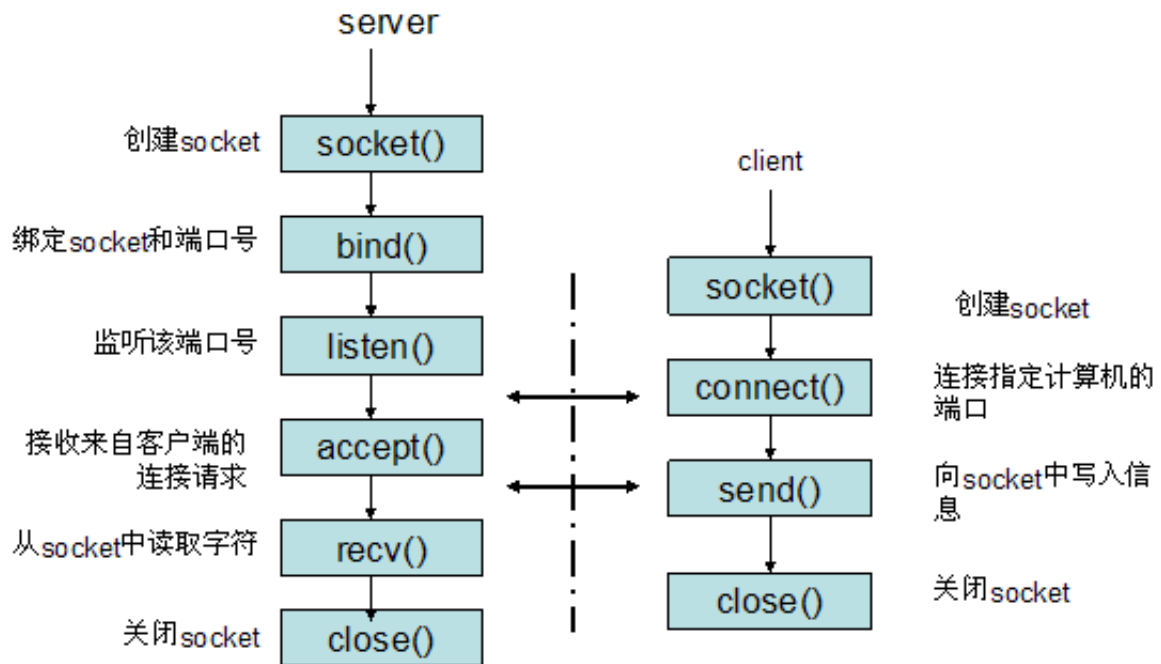 server
创建socket
socket()
绑定socket和端口号
bind()
监听该端口号
listen()
接收来自客户端的
连接请求
accept()
从socket中读取字符
recv()
关闭socket
close()
client
socket()
创建socket
connect()
连接指定计算机的
端口
send()
向socket中写入信
息
close()
关闭socket